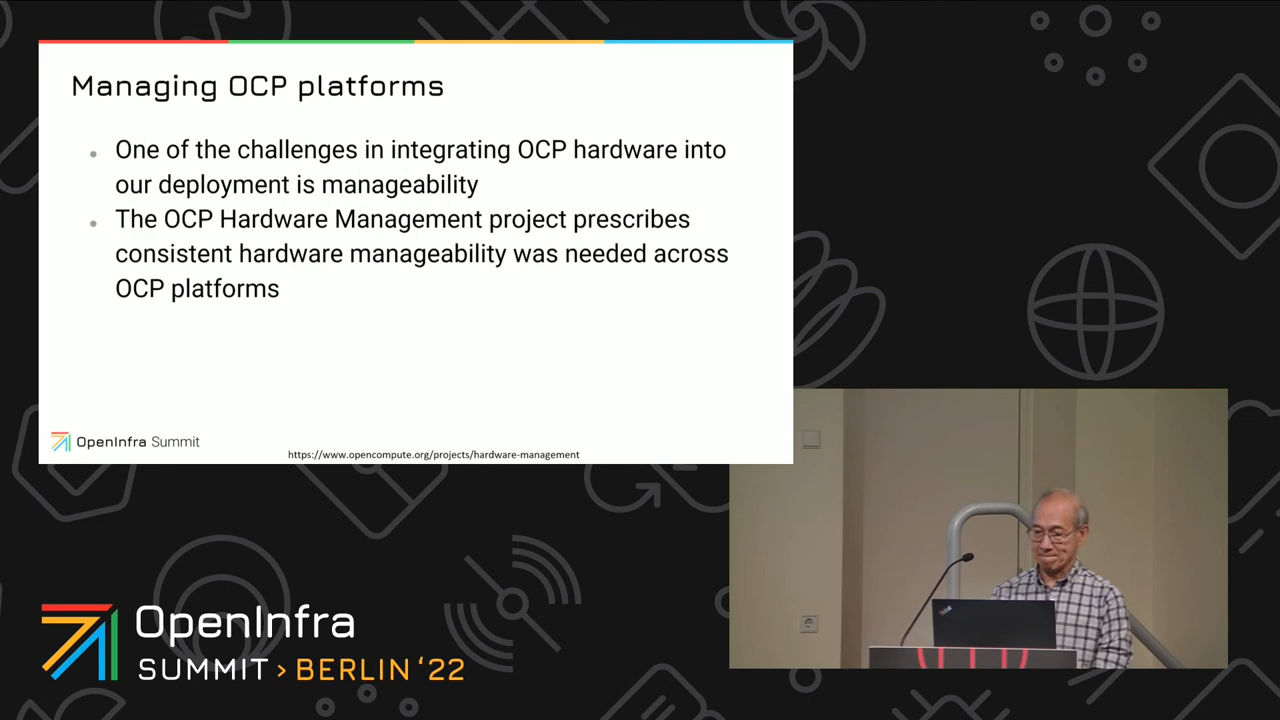 Managing OCP platforms
One of the challenges in integrating OCP hardware into
our deployment is manageability
The OCP Hardware Management project prescribes
consistent hardware manageability was needed across
OCP platforms
OpenInfra Summit
https://www.opencompute.org/projects/hardware-management
OpenInfra
SUMMIT > BERLIN ‘22